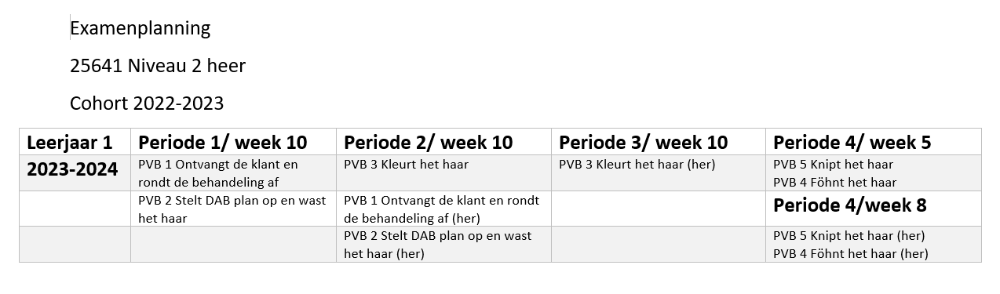 Examenplanning
25641 Niveau 2 heer
Cohort 2022-2023
Leerjaar 1 Periode 1/ week 10 Periode 2/ week 10 Periode 3/ week 10 Periode 4/ week 5
2023-2024
PVB 1 Ontvangt de klant en
rondt de behandeling af
PVB 3 Kleurt het haar
PVB 3 Kleurt het haar (her)
PVB 5 Knipt het haar
PVB 4 Föhnt het haar
PVB 2 Stelt DAB plan op en wast
het haar
PVB 1 Ontvangt de klant en rondt
de behandeling af (her)
Periode 4/week 8
PVB 2 Stelt DAB plan op en wast
het haar (her)
PVB 5 Knipt het haar (her)
PVB 4 Föhnt het haar (her)